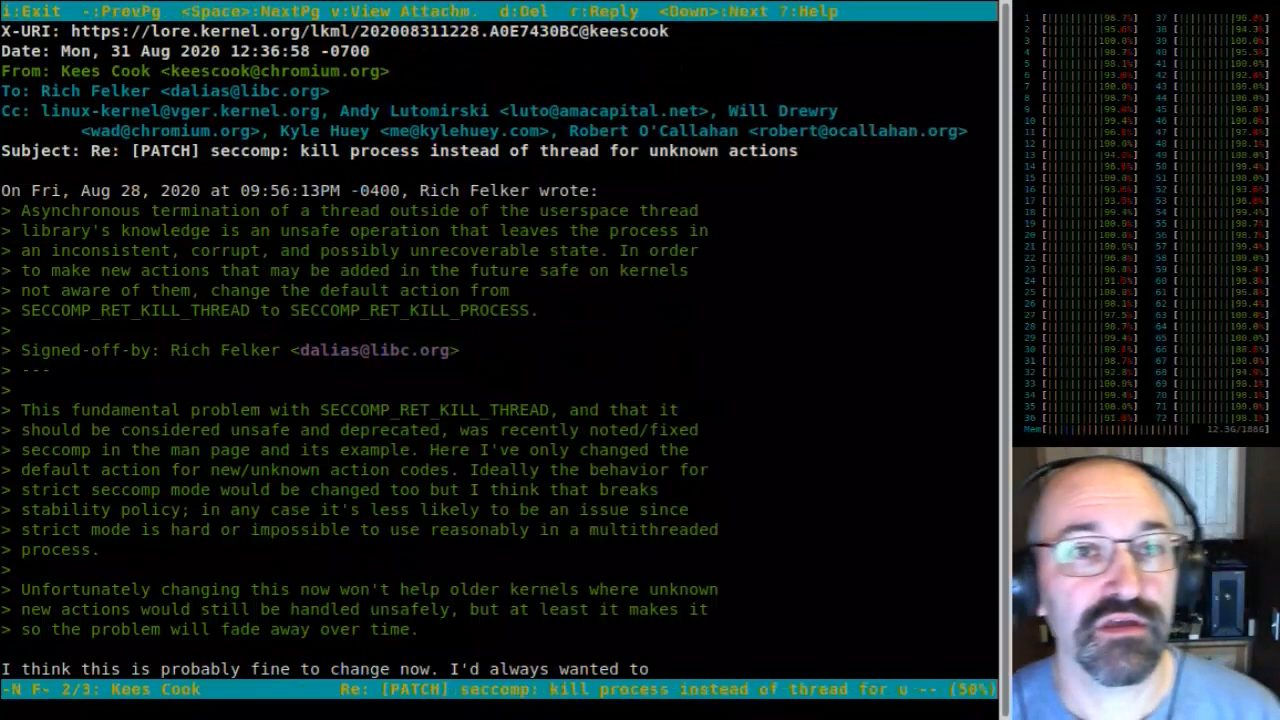 i:Exit -:PrevPg <Space>:NextPg v:View Attachm. d:Del r:Reply <Down>:Next ?:Help
X-URI: https://lore.kernel.org/lkml/202008311228.A0E7430BC@keescook
Date: Mon, 31 Aug 2020 12:36:58 -0700
From: Kees Cook <keescook@chromium.org>
To: Rich Felker <dalias@libc.org>
Cc: linux-kernel@vger.kernel.org, Andy Lutomirski <luto@amacapital.net>, Will Drewry
<wad@chromium.org>, Kyle Huey <me@kylehuey.com>, Robert O'Callahan <robert@ocallahan.org>
Subject: Re: [PATCH] seccomp: kill process instead of thread for unknown actions
On Fri, Aug 28, 2020 at 09:56:13PM -0400, Rich Felker wrote:
> Asynchronous termination of a thread outside of the userspace thread
> library's knowledge is an unsafe operation that leaves the process in
> an inconsistent, corrupt, and possibly unrecoverable state. In order
> to make new actions that may be added in the future safe on kernels
> not aware of them, change the default action from
> SECCOMP_RET_KILL_THREAD to SECCOMP_RET_KILL_PROCESS.
>
> Signed-off-by: Rich Felker <dalias@libc.org>
> ---
>
> This fundamental problem with SECCOMP_RET_KILL_THREAD, and that it
> should be considered unsafe and deprecated, was recently noted/fixed
> seccomp in the man page and its example. Here I've only changed the
> default action for new/unknown action codes. Ideally the behavior for
> strict seccomp mode would be changed too but I think that breaks
> stability policy; in any case it's less likely to be an issue since
> strict mode is hard or impossible to use reasonably in a multithreaded
> process.
>
> Unfortunately changing this now won't help older kernels where unknown
> new actions would still be handled unsafely, but at least it makes it
> so the problem will fade away over time.
I think this is probably fine to change now. I'd always wanted to
-N F- 2/3: Kees Cook Re: [PATCH] seccomp: kill process instead of thread for u -- (50%)
Mem 12.3G/188G